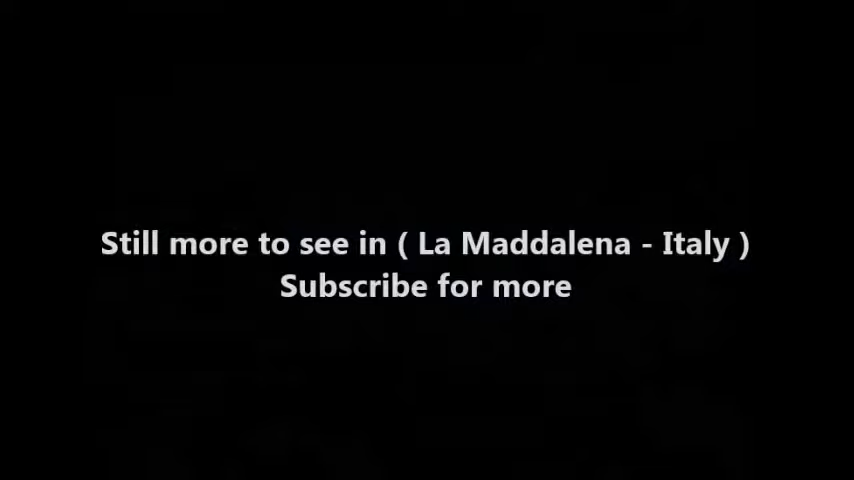 Still more to see in ( La Maddalena - Italy )
Subscribe for more